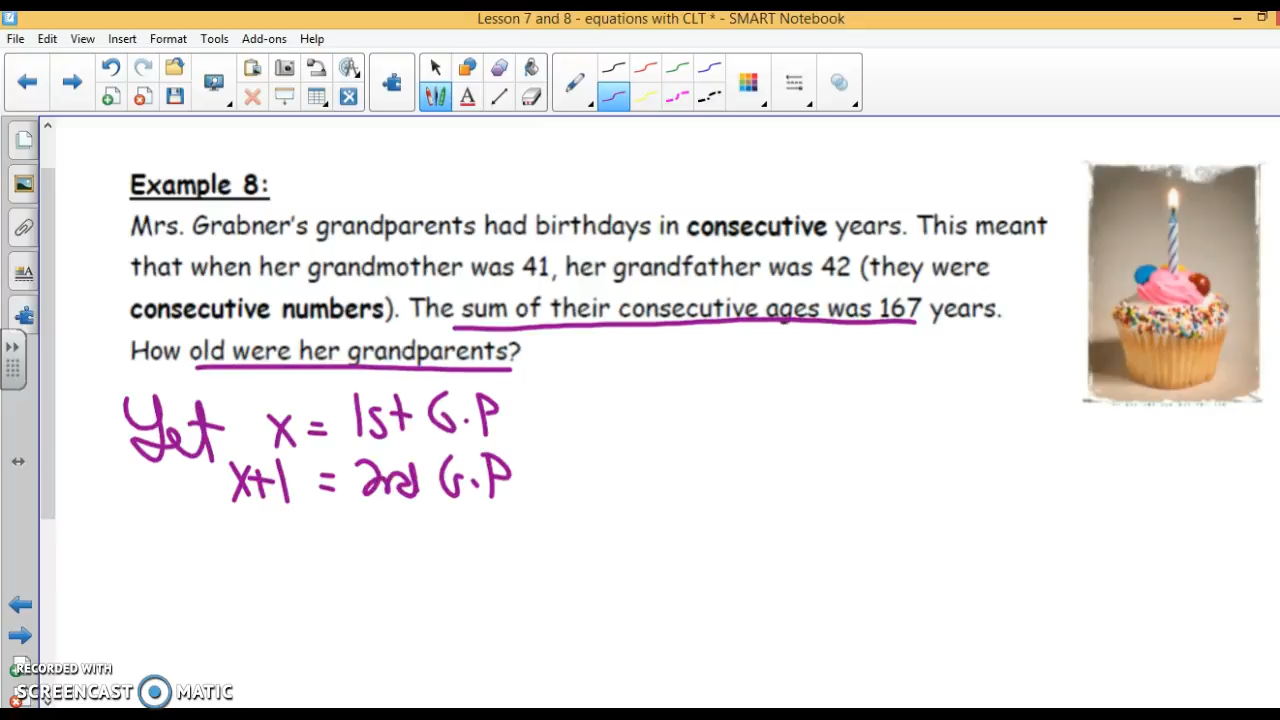 Lesson 7 and 8 - equations with CLT * - SMART Notebook
File Edit View Insert Format Tools Add-ons Help
Example 8:
Mrs. Grabner's grandparents had birthdays in consecutive years. This meant
that when her grandmother was 41, her grandfather was 42 (they were
consecutive numbers). The sum of their consecutive ages was 167 years.
How old were her grandparents?
Let x = 1st G.P
x+1 = 2rd G.P
RECORDED WITH
SCREENCAST MATIC